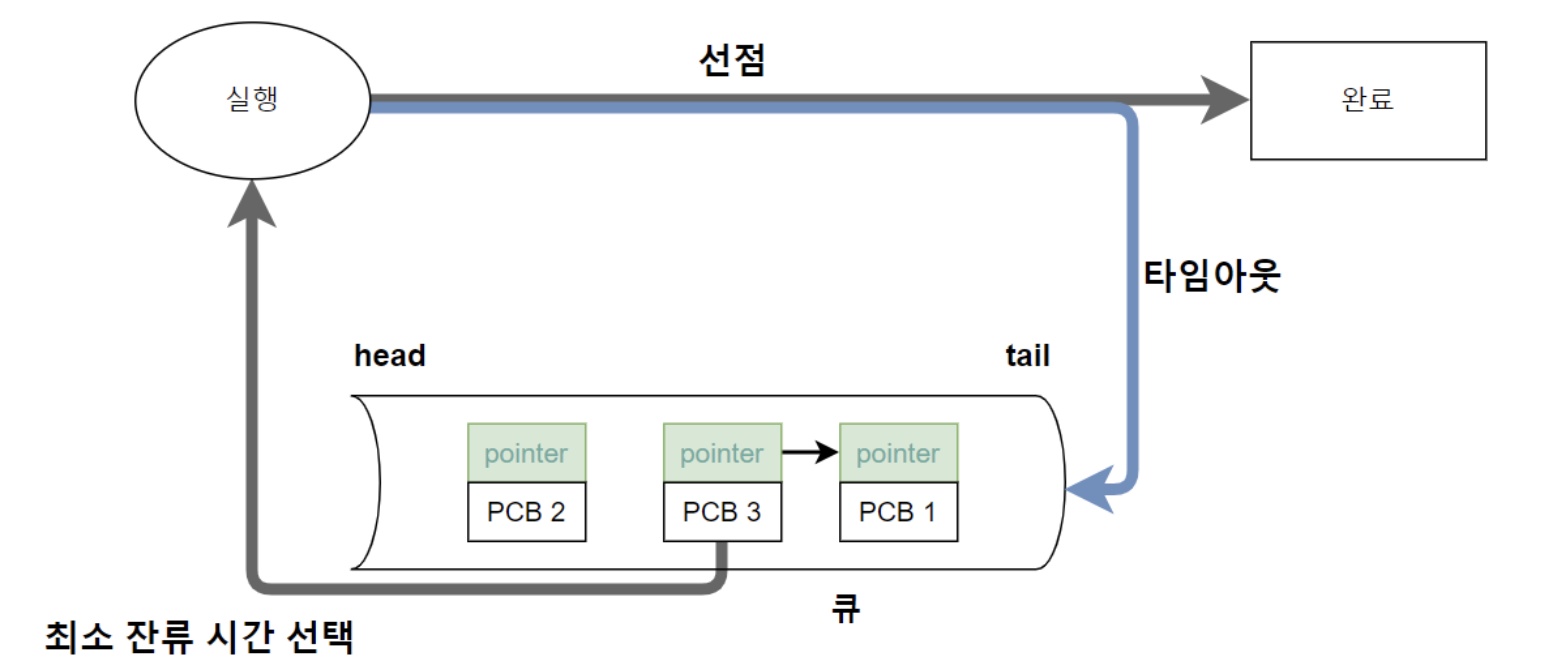 선점
실행
완료
타임아웃
head
tail
pointer
pointer
pointer
PCB 2
PCB 3
PCB 1
큐
최소 잔류 시간 선택